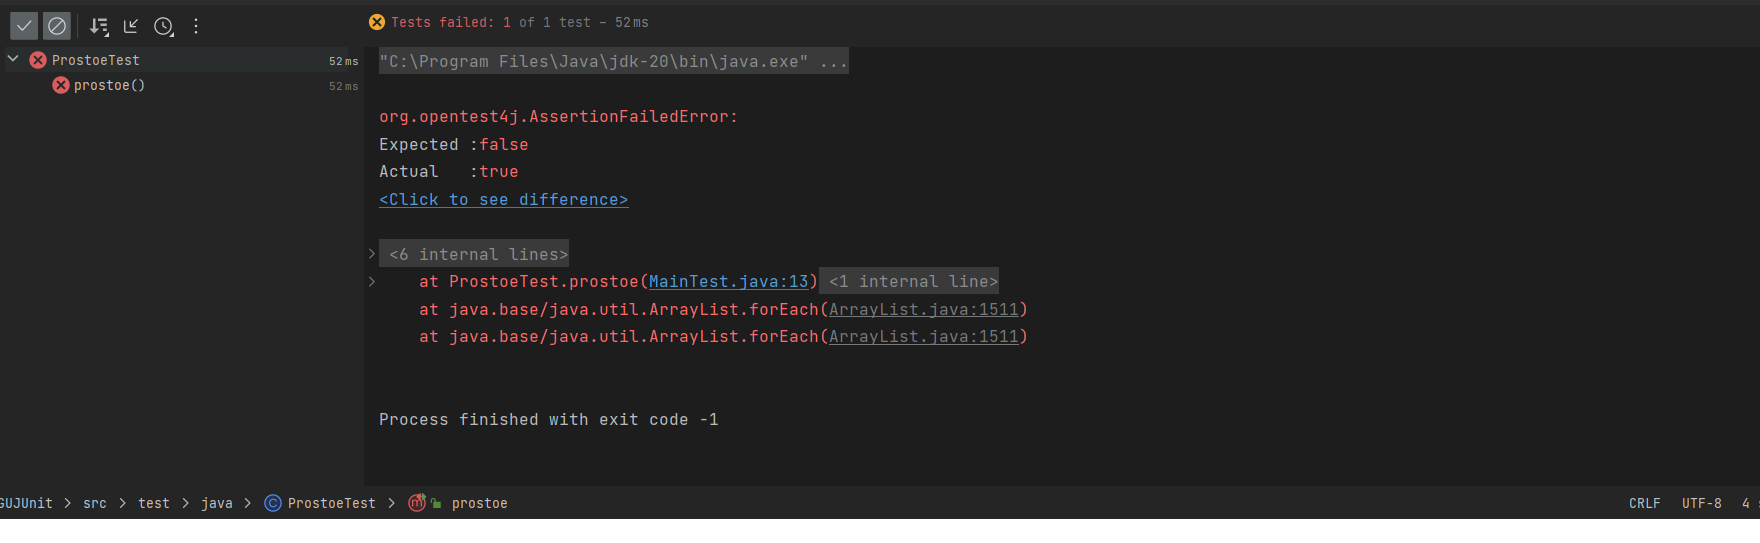 Tests failed: 1 of 1 test – 52 ms
ProstoeTest 52 ms
prostoe() 52 ms
"C:\Program Files\Java\jdk-20\bin\java.exe" ...
org.opentest4j.AssertionFailedError:
Expected :false
Actual   :true
<Click to see difference>
<6 internal lines>
at ProstoeTest.prostoe(MainTest.java:13) <1 internal line>
at java.base/java.util.ArrayList.forEach(ArrayList.java:1511)
at java.base/java.util.ArrayList.forEach(ArrayList.java:1511)
Process finished with exit code -1
GUJUnit > src > test > java > ProstoeTest > prostoe CRLF UTF-8 4